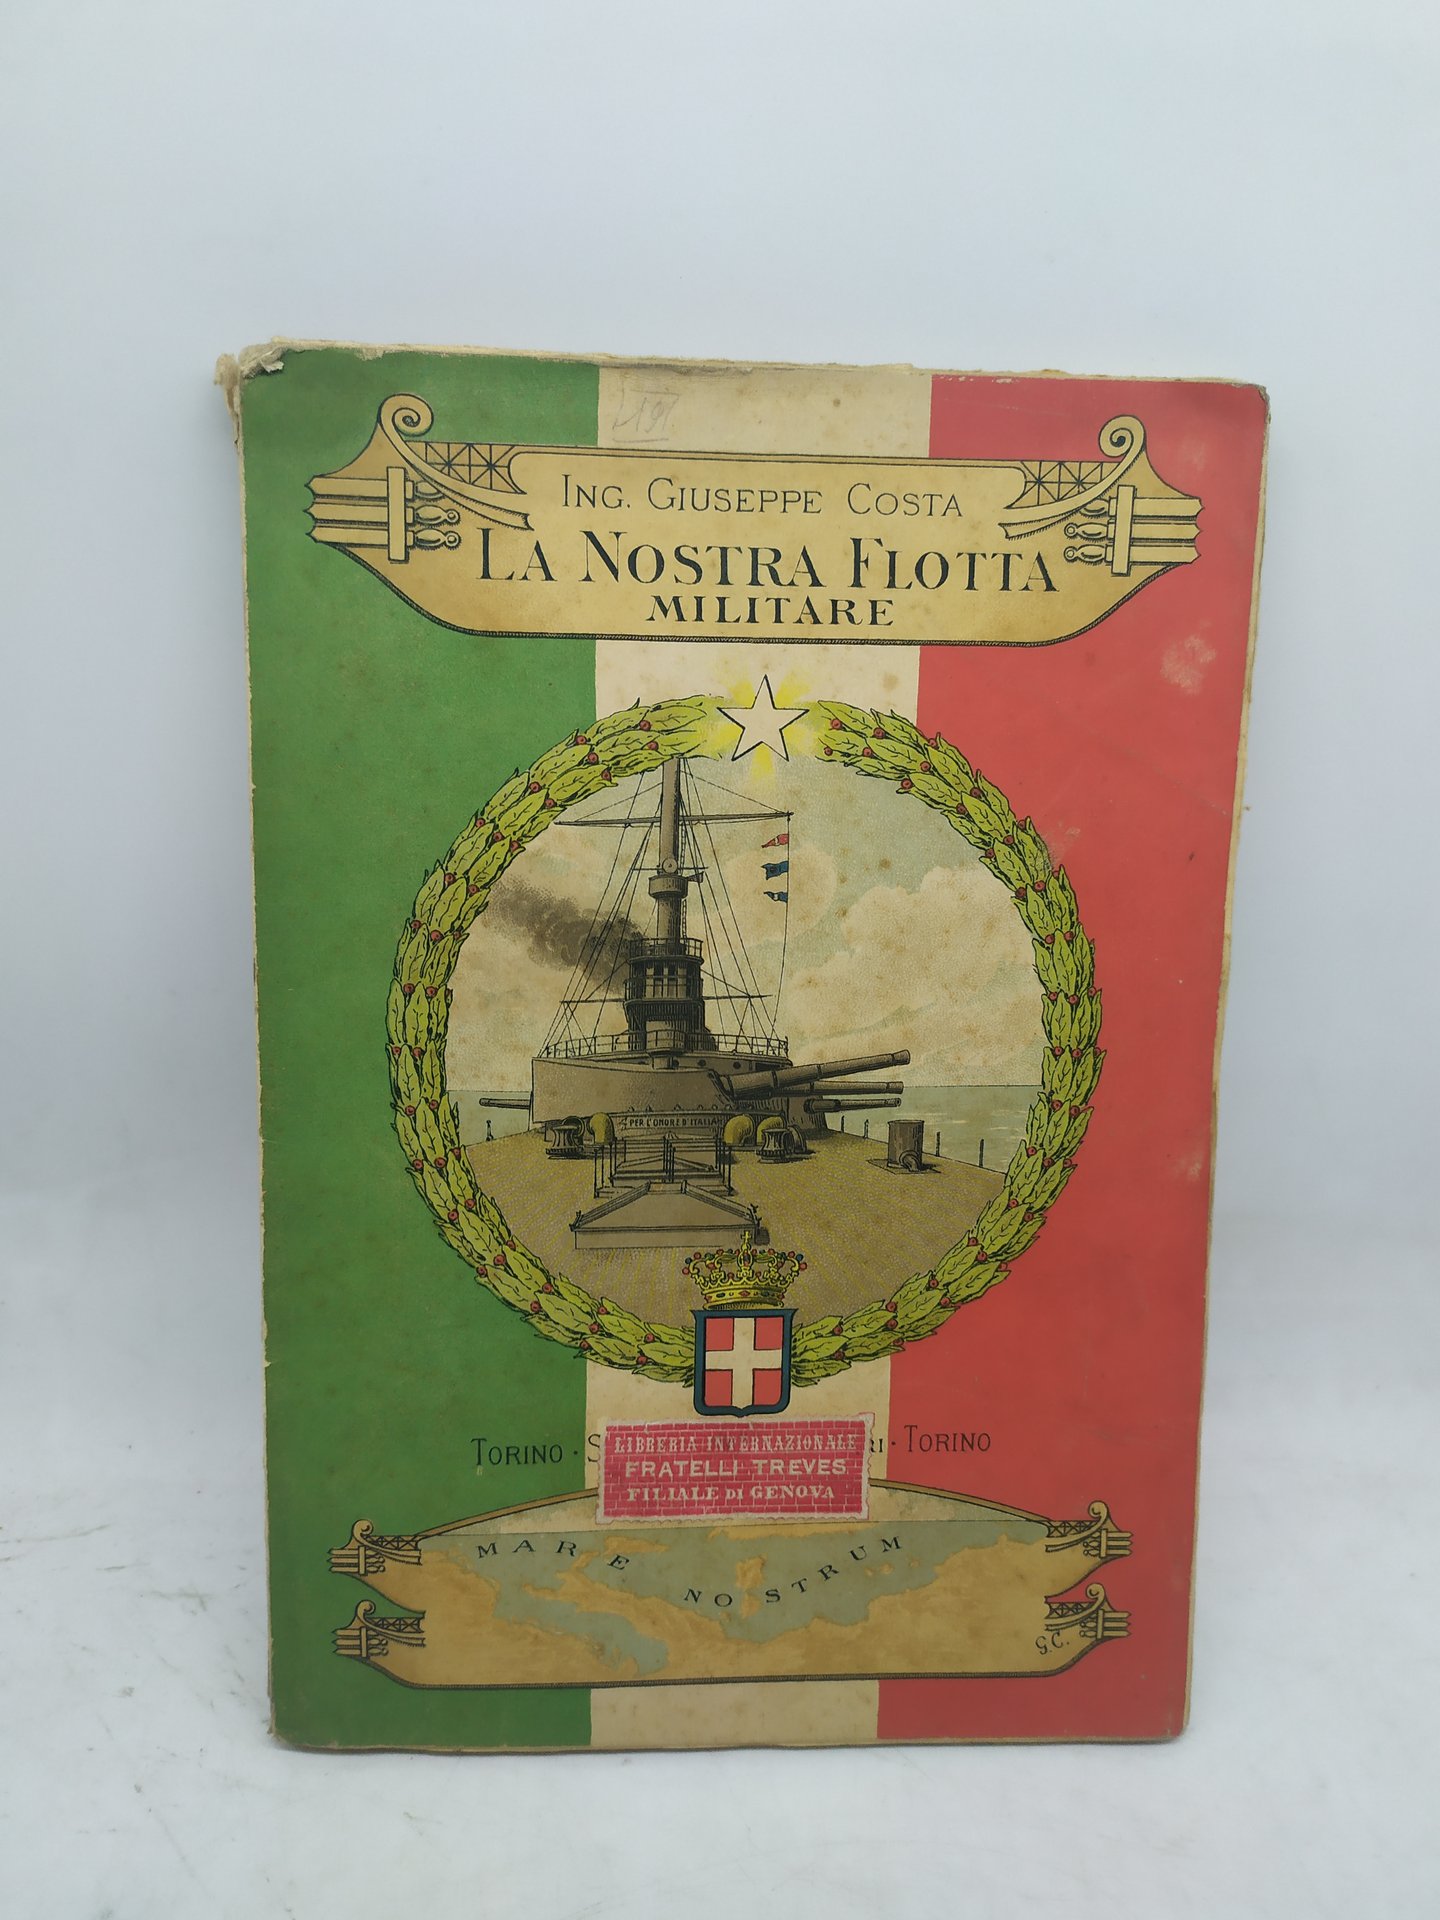 ING. GIUSEPPE COSTA
LA NOSTRA FLOTTA
MILITARE
PER L'ONORE D'ITALIA
TORINO · S RI · TORINO
LIBRERIA INTERNAZIONALE
FRATELLI TREVES
FILIALE DI GENOVA
MARE NOSTRUM
G.C.